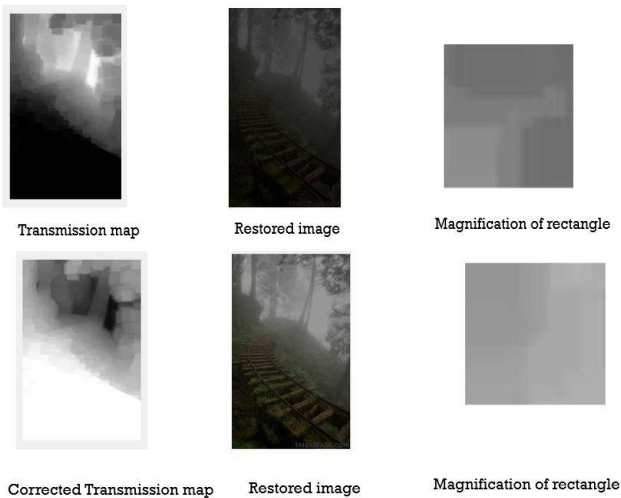 Transmission map
Restored image
Magnification of rectangle
Corrected Transmission map
Restored image
Magnification of rectangle